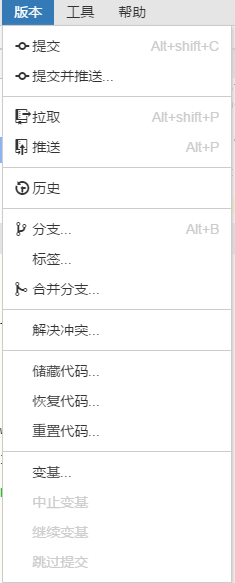 版本 工具 帮助
提交 Alt+shift+C
提交并推送...
拉取 Alt+shift+P
推送 Alt+P
历史
分支... Alt+B
标签...
合并分支...
解决冲突...
储藏代码...
恢复代码...
重置代码...
变基...
中止变基
继续变基
跳过提交